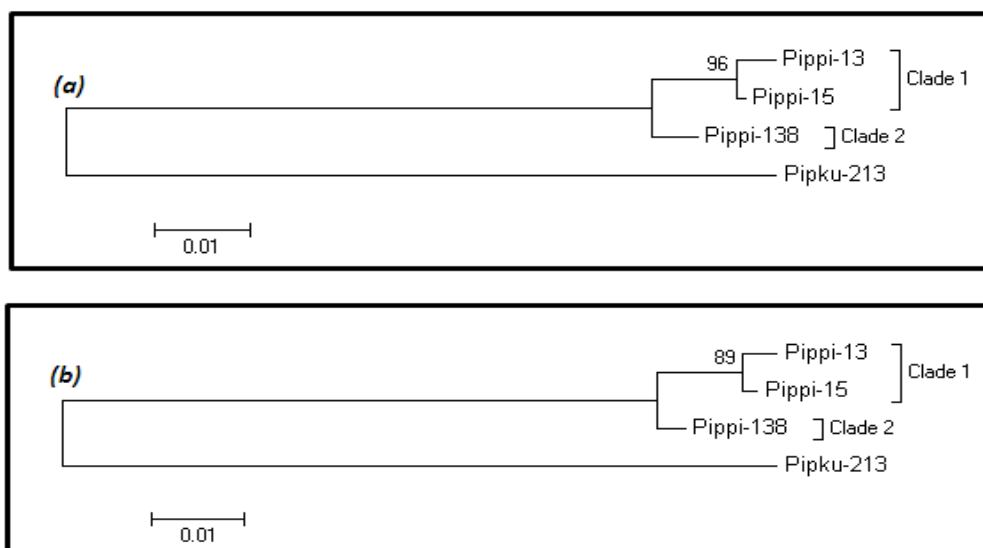 (a)
96
Pippi-13
Clade 1
Pippi-15
Pippi-138
Clade 2
Pipku-213
0.01
(b)
89
Pippi-13
Clade 1
Pippi-15
Pippi-138
Clade 2
Pipku-213
0.01